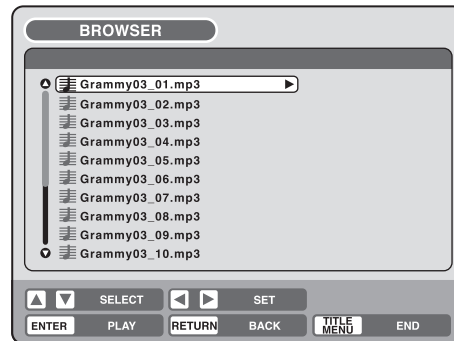 BROWSER
Grammy03_01.mp3
Grammy03_02.mp3
Grammy03_03.mp3
Grammy03_04.mp3
Grammy03_05.mp3
Grammy03_06.mp3
Grammy03_07.mp3
Grammy03_08.mp3
Grammy03_09.mp3
Grammy03_10.mp3
SELECT SET
ENTER PLAY RETURN BACK TITLE MENU END